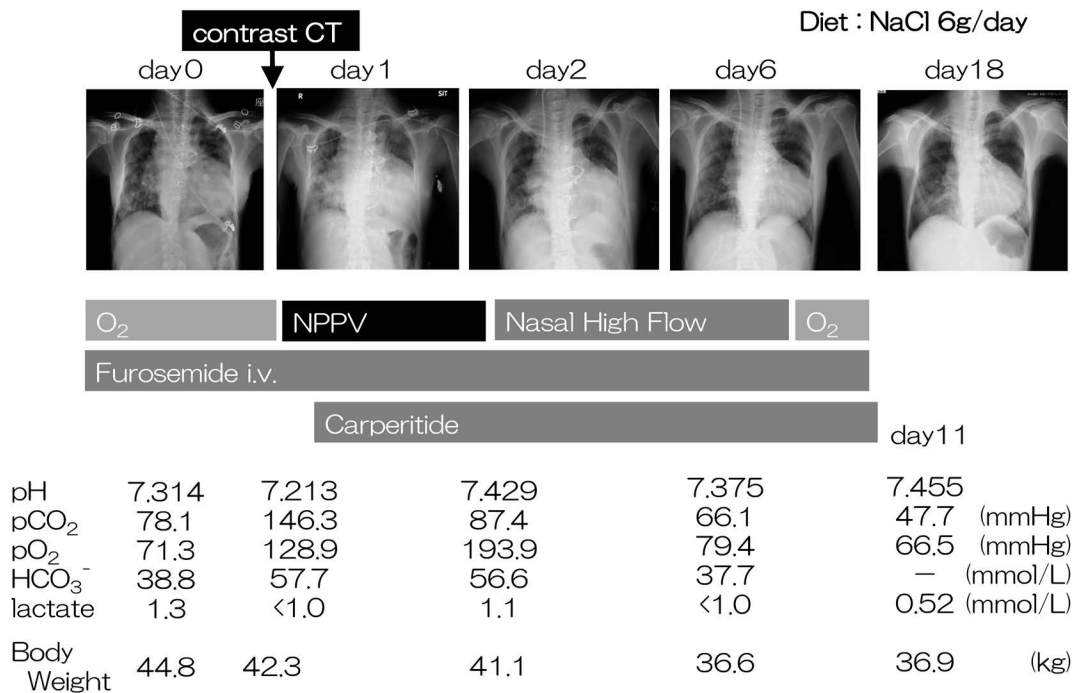 Diet : NaCl 6g/day
contrast CT
day0 day1 day2 day6 day18
R SIT
O₂ NPPV Nasal High Flow O₂
Furosemide i.v.
Carperitide
day11
pH 7.314 7.213 7.429 7.375 7.455
pCO₂ 78.1 146.3 87.4 66.1 47.7 (mmHg)
pO₂ 71.3 128.9 193.9 79.4 66.5 (mmHg)
HCO₃⁻ 38.8 57.7 56.6 37.7 — (mmol/L)
lactate 1.3 <1.0 1.1 <1.0 0.52 (mmol/L)
Body
Weight 44.8 42.3 41.1 36.6 36.9 (kg)